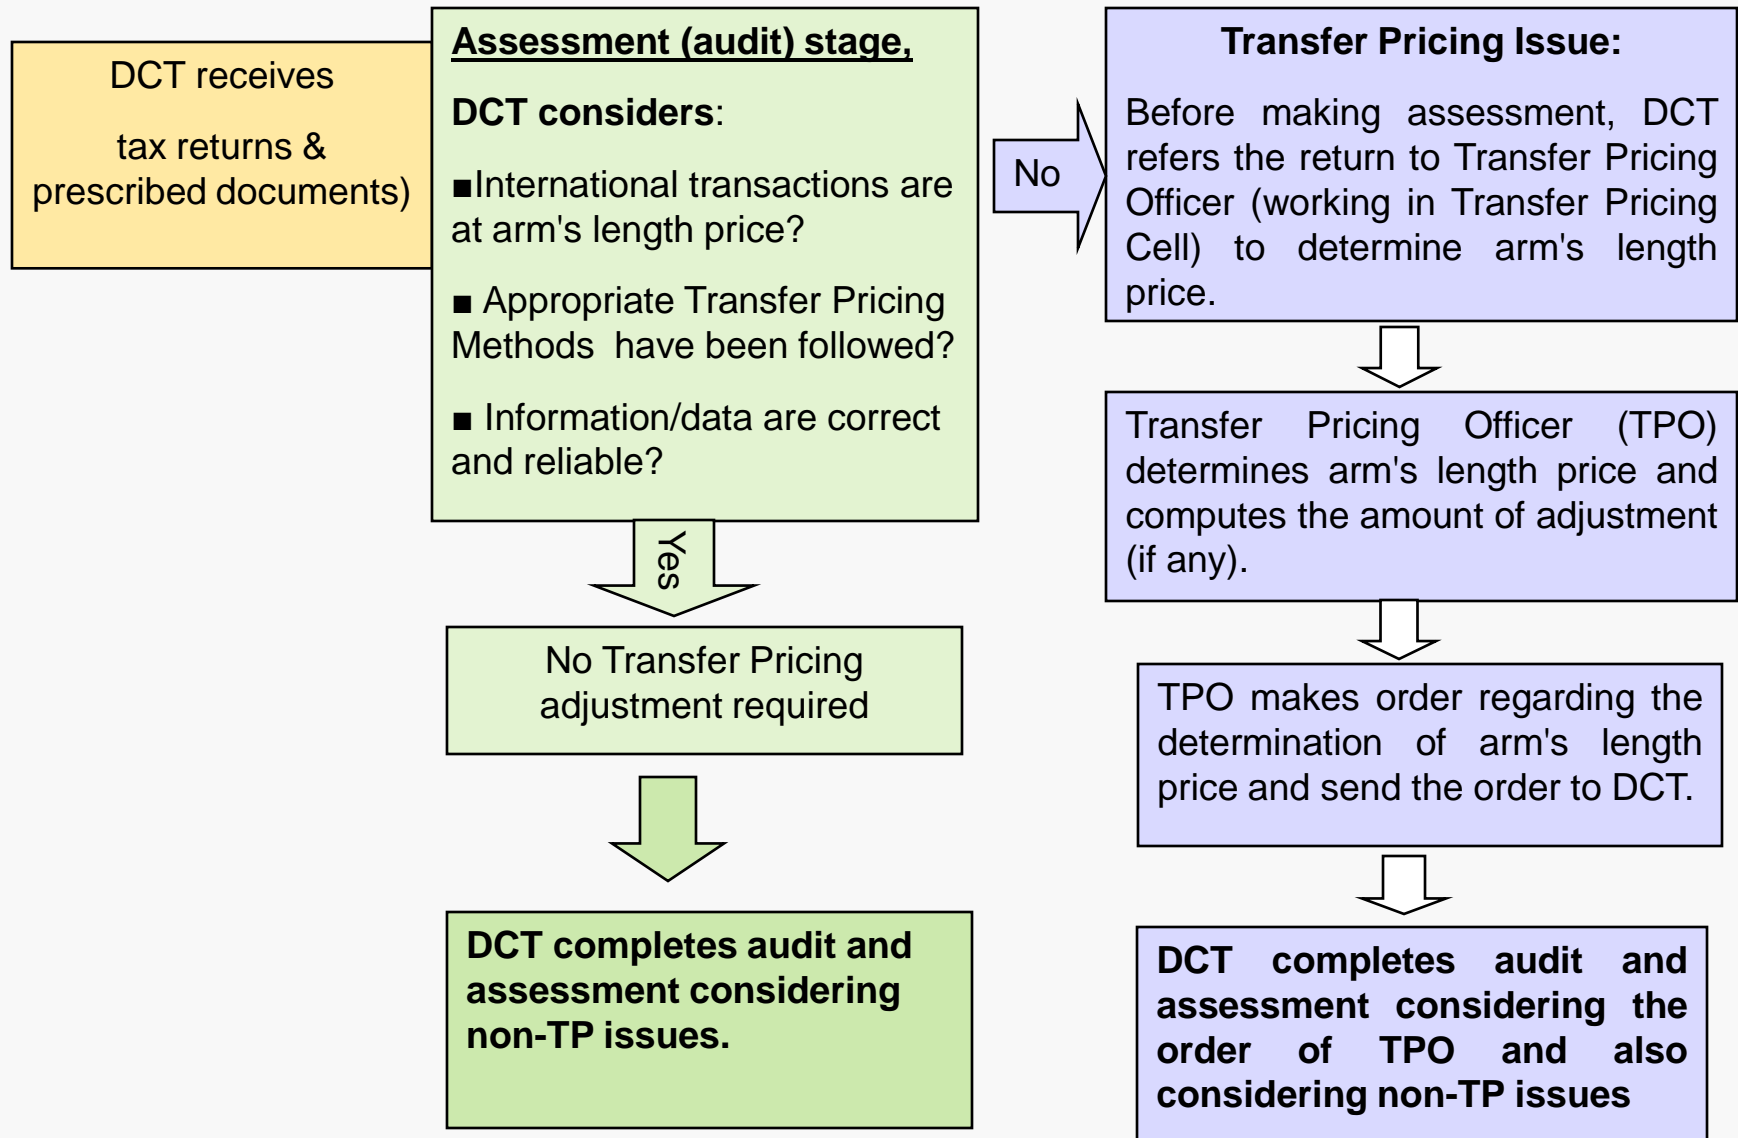 DCT receives
tax returns &
prescribed documents)
Assessment (audit) stage,
DCT considers:
■International transactions are
at arm's length price?
■ Appropriate Transfer Pricing
Methods have been followed?
■ Information/data are correct
and reliable?
Yes
No Transfer Pricing
adjustment required
DCT completes audit and
assessment considering
non-TP issues.
No
Transfer Pricing Issue:
Before making assessment, DCT
refers the return to Transfer Pricing
Officer (working in Transfer Pricing
Cell) to determine arm's length
price.
Transfer Pricing Officer (TPO)
determines arm's length price and
computes the amount of adjustment
(if any).
TPO makes order regarding the
determination of arm's length
price and send the order to DCT.
DCT completes audit and
assessment considering the
order of TPO and also
considering non-TP issues